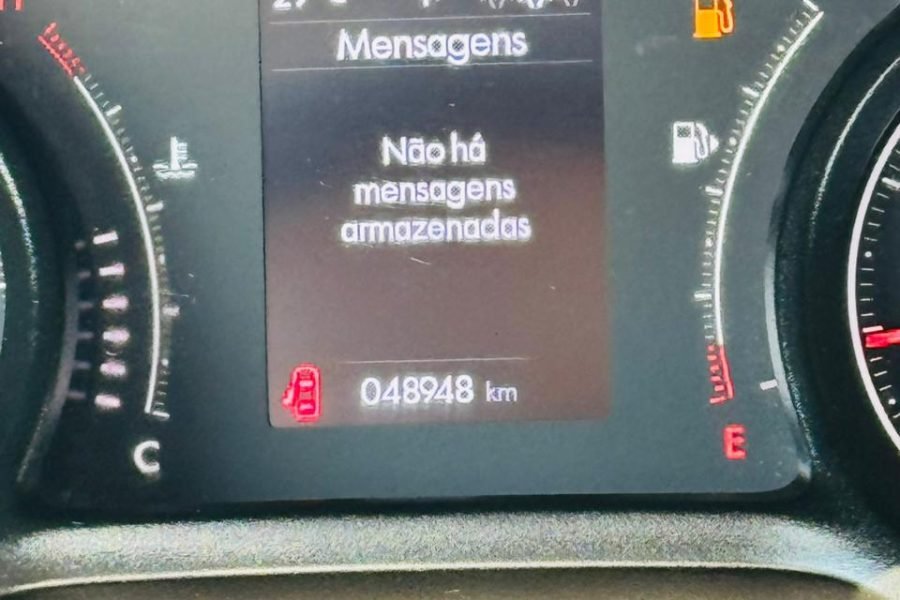 Mensagens
Não há
mensagens
armazenadas
048948 km
C
E